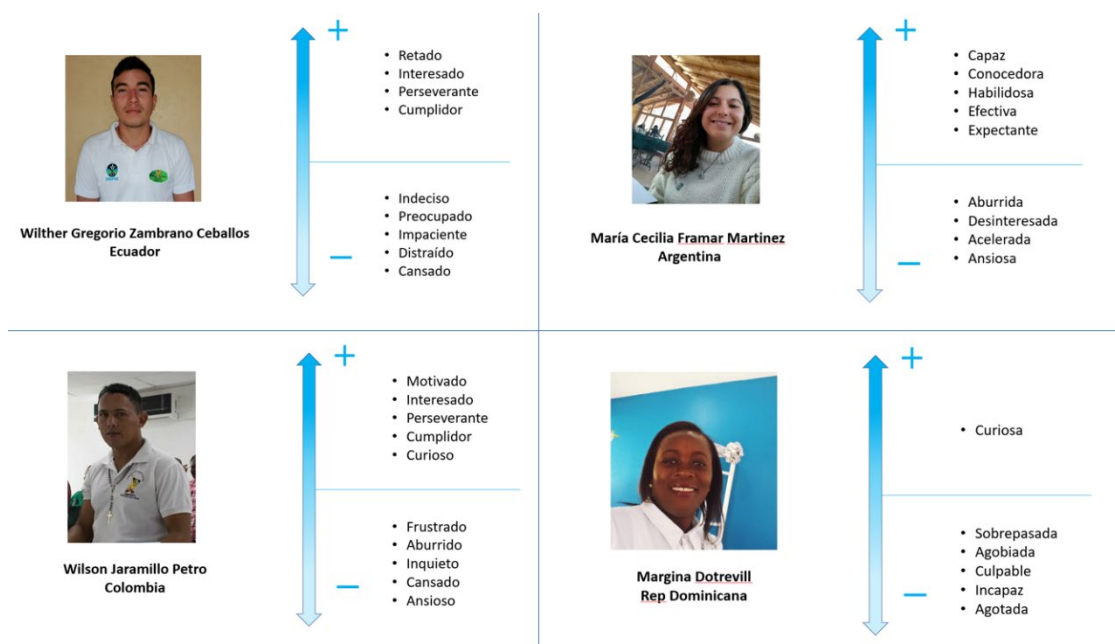 +
• Retado
• Interesado
• Perseverante
• Cumplidor
• Indeciso
• Preocupado
• Impaciente
• Distraído
• Cansado
–
Wilther Gregorio Zambrano Ceballos
Ecuador
+
• Capaz
• Conocedora
• Habilidosa
• Efectiva
• Expectante
• Aburrida
• Desinteresada
• Acelerada
• Ansiosa
–
María Cecilia Framar Martinez
Argentina
+
• Motivado
• Interesado
• Perseverante
• Cumplidor
• Curioso
• Frustrado
• Aburrido
• Inquieto
• Cansado
• Ansioso
–
Wilson Jaramillo Petro
Colombia
+
• Curiosa
• Sobrepasada
• Agobiada
• Culpable
• Incapaz
• Agotada
–
Margina Dotrevill
Rep Dominicana